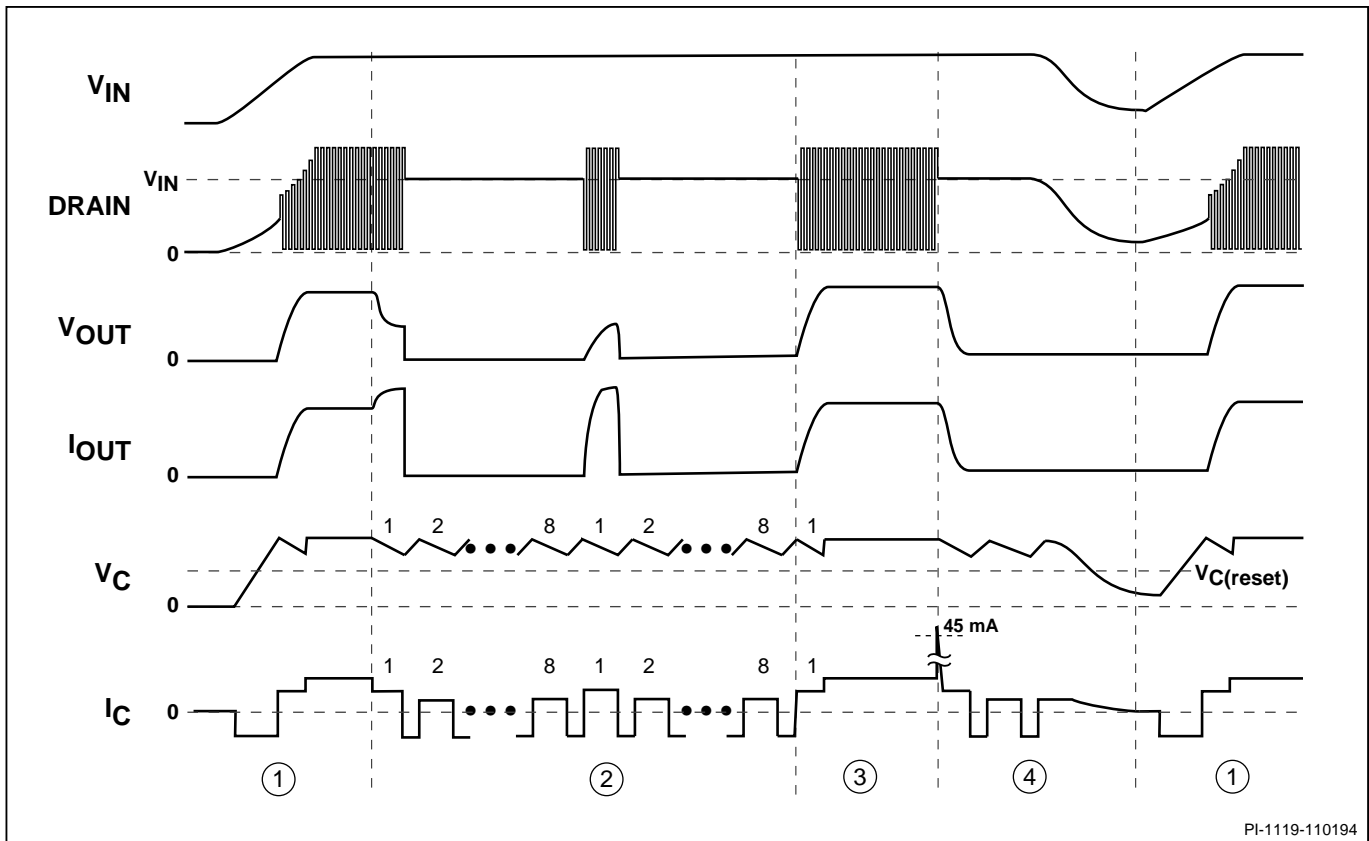 VIN
VIN
DRAIN
0
VOUT
0
IOUT
0
1 2 8 1 2 8 1
VC
VC(reset)
0
45 mA
1 2 8 1 2 8 1
IC
0
1 2 3 4 1
PI-1119-110194